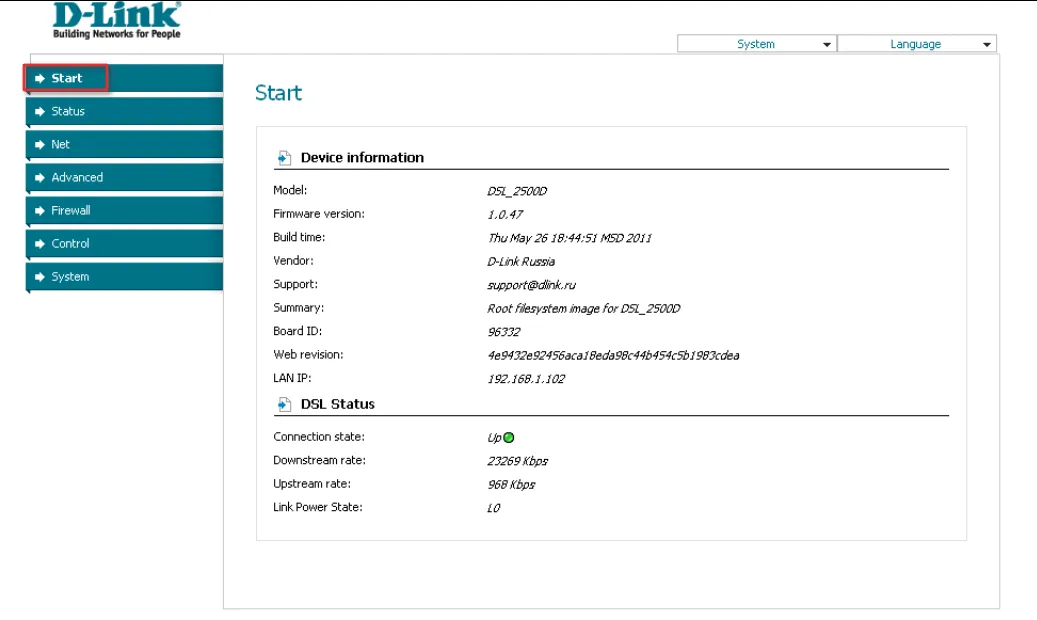 D-Link
Building Networks for People
System Language
Start
Status
Net
Advanced
Firewall
Control
System
Start
Device information
Model: DSL_2500D
Firmware version: 1.0.47
Build time: Thu May 26 18:44:51 MSD 2011
Vendor: D-Link Russia
Support: support@dlink.ru
Summary: Root filesystem image for DSL_2500D
Board ID: 96332
Web revision: 4e9432e92456aca18eda98c44b454c5b1983cdea
LAN IP: 192.168.1.102
DSL Status
Connection state: Up
Downstream rate: 23269 Kbps
Upstream rate: 968 Kbps
Link Power State: L0